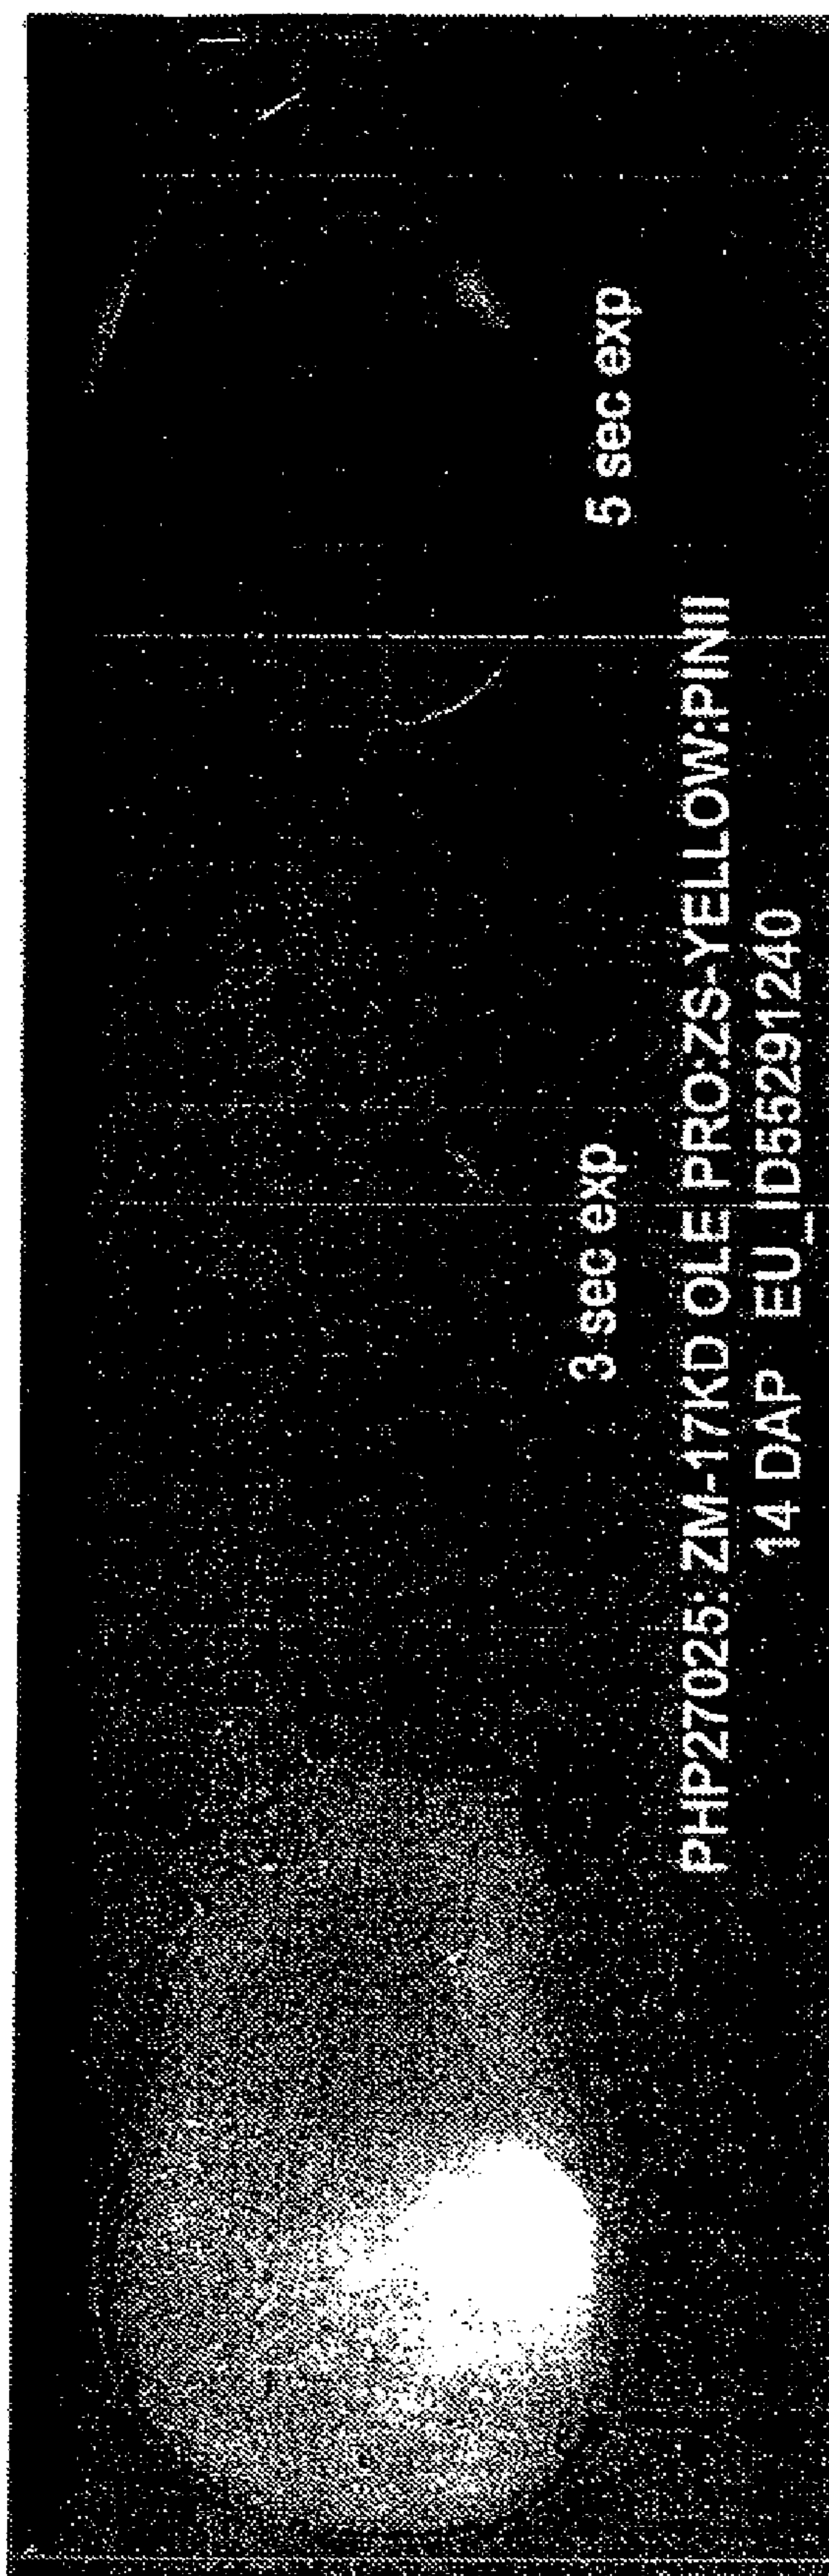 3 sec exp
5 sec exp
PHP27025: ZM-17KD OLE PRO:ZS-YELLOW:PINII
14 DAP EU_ID55291240